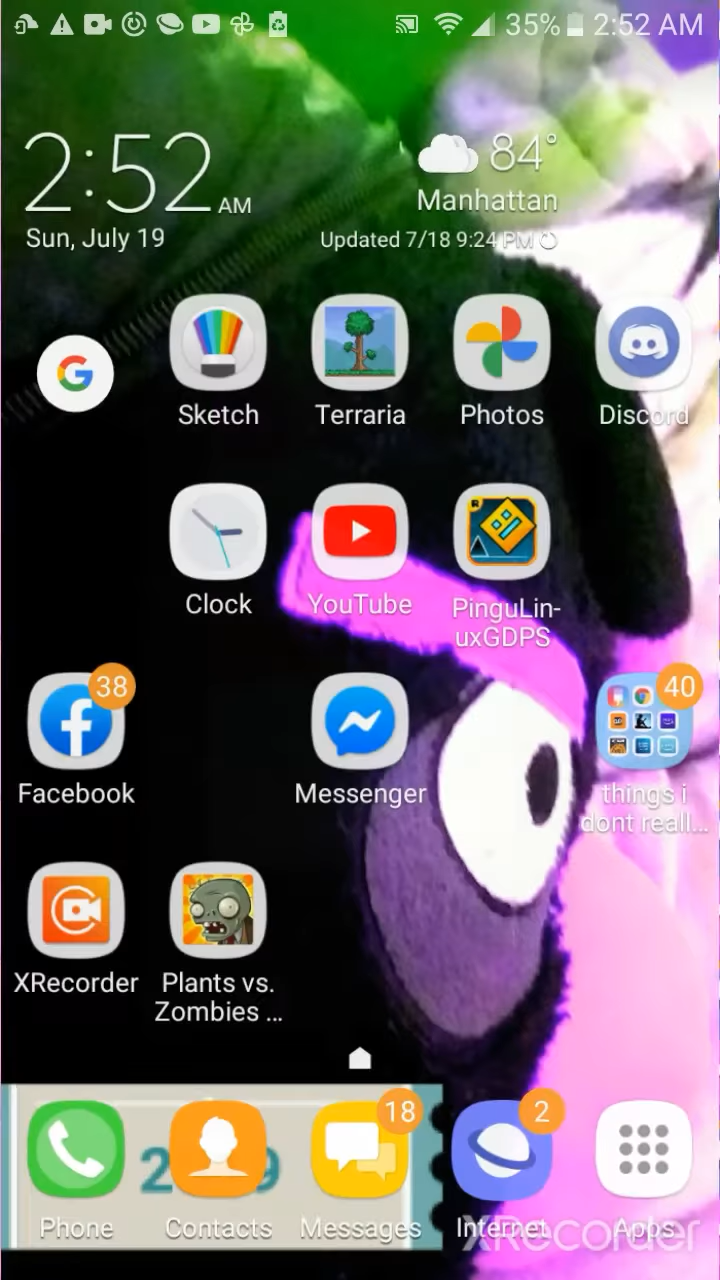 35% 2:52 AM
2:52 AM
84°
Manhattan
Sun, July 19
Updated 7/18 9:24 PM
Sketch
Terraria
Photos
Discord
Clock
YouTube
PinguLin-
uxGDPS
38
40
Facebook
Messenger
things i
dont reall...
XRecorder
Plants vs.
Zombies ...
18
2
Phone
Contacts
Messages
Internet
Apps
XRecorder